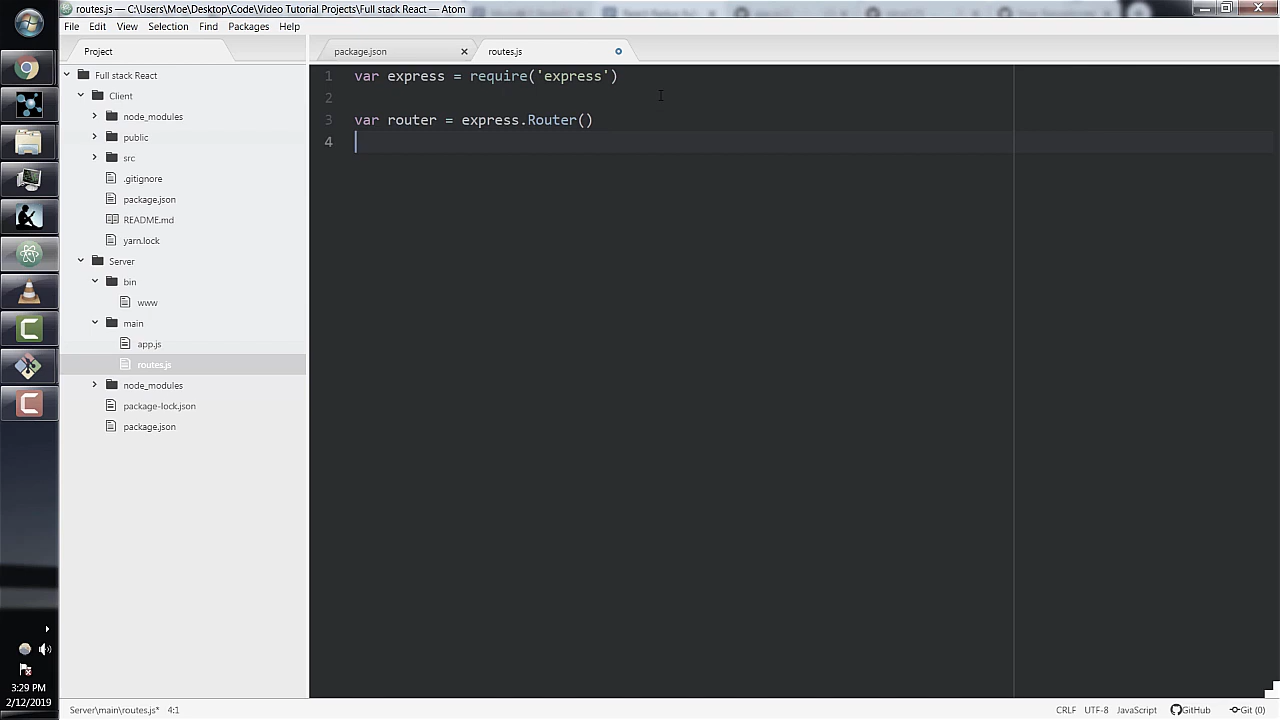 routes.js — C:\Users\Moe\Desktop\Code\Video Tutorial Projects\Full stack React — Atom
File Edit View Selection Find Packages Help
Project
package.json
routes.js
Full stack React
Client
node_modules
public
src
.gitignore
package.json
README.md
yarn.lock
Server
bin
www
main
app.js
routes.js
node_modules
package-lock.json
package.json
1 var express = require('express')
2
3 var router = express.Router()
4
3:29 PM
2/12/2019
Server\main\routes.js* 4:1
CRLF UTF-8 JavaScript GitHub Git (0)